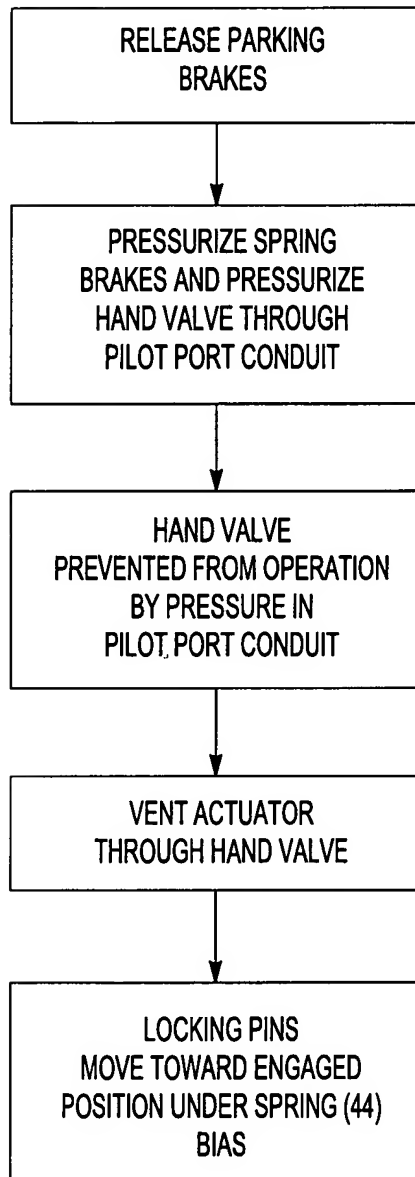 RELEASE PARKING
BRAKES
PRESSURIZE SPRING
BRAKES AND PRESSURIZE
HAND VALVE THROUGH
PILOT PORT CONDUIT
HAND VALVE
PREVENTED FROM OPERATION
BY PRESSURE IN
PILOT PORT CONDUIT
VENT ACTUATOR
THROUGH HAND VALVE
LOCKING PINS
MOVE TOWARD ENGAGED
POSITION UNDER SPRING (44)
BIAS